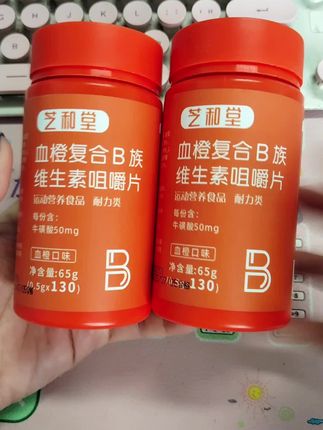 芝和堂
血橙复合B族
维生素咀嚼片
运动营养食品 耐力类
每份含:
牛磺酸50mg
血橙口味
净含量:65g
(0.5gx130)
B
芝和堂
血橙复合B族
维生素咀嚼片
运动营养食品 耐力类
每份含:
牛磺酸50mg
血橙口味
净含量:65g
130)
B